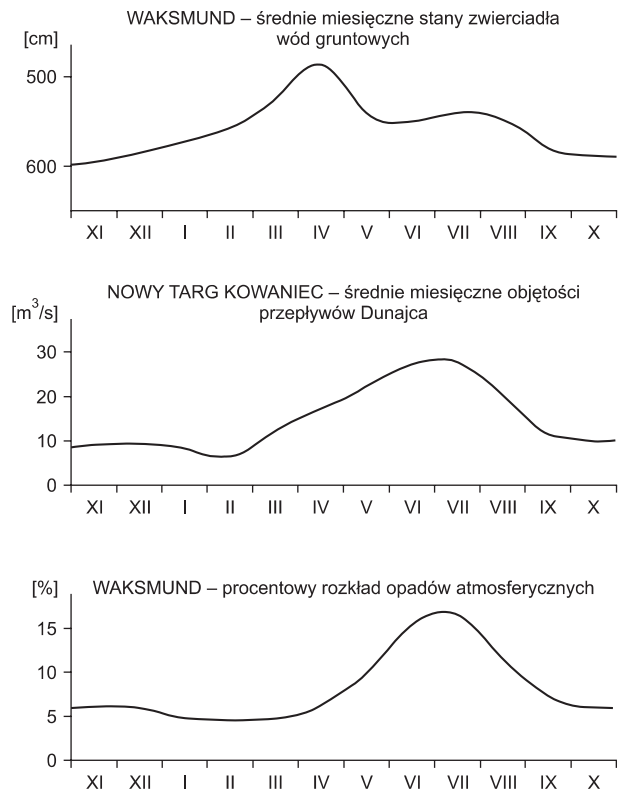 WAKSMUND – średnie miesięczne stany zwierciadła
wód gruntowych
[cm]
500
600
XI XII I II III IV V VI VII VIII IX X
NOWY TARG KOWANIEC – średnie miesięczne objętości
przepływów Dunajca
[m³/s]
30
20
10
0
XI XII I II III IV V VI VII VIII IX X
[%] WAKSMUND – procentowy rozkład opadów atmosferycznych
15
10
5
0
XI XII I II III IV V VI VII VIII IX X